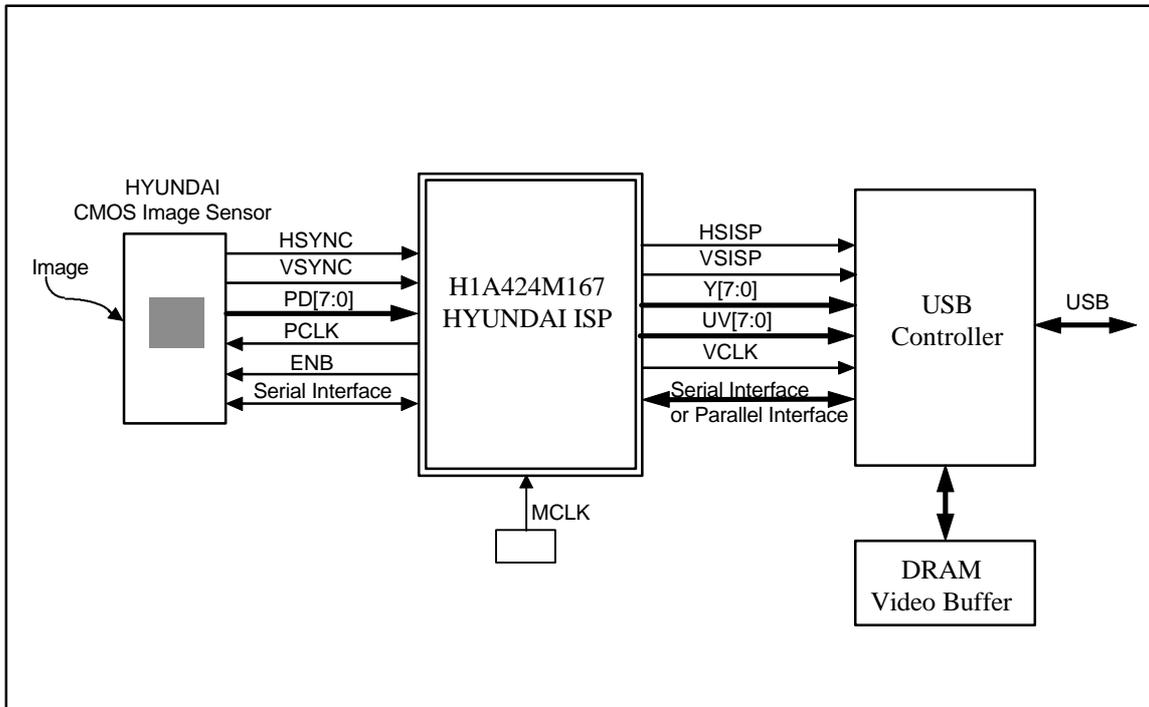 HYUNDAI
CMOS Image Sensor
Image
HSYNC
VSYNC
PD[7:0]
PCLK
ENB
Serial Interface
H1A424M167
HYUNDAI ISP
MCLK
HSISP
VSISP
Y[7:0]
UV[7:0]
VCLK
Serial Interface
or Parallel Interface
USB
Controller
USB
DRAM
Video Buffer